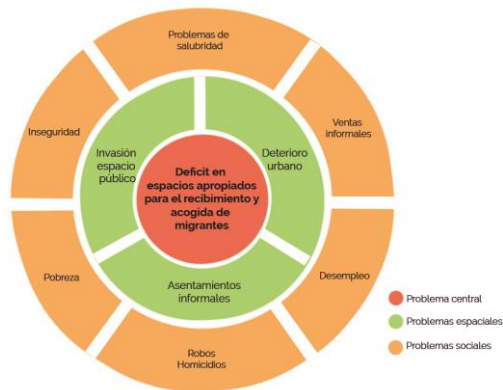 Problemas de
salubridad
Inseguridad
Ventas
informales
Invasión
espacio
público
Deterioro
urbano
Deficit en
espacios apropiados
para el recibimiento y
acogida de
migrantes
Pobreza
Asentamientos
informales
Desempleo
Robos
Homicidios
Problema central
Problemas espaciales
Problemas sociales